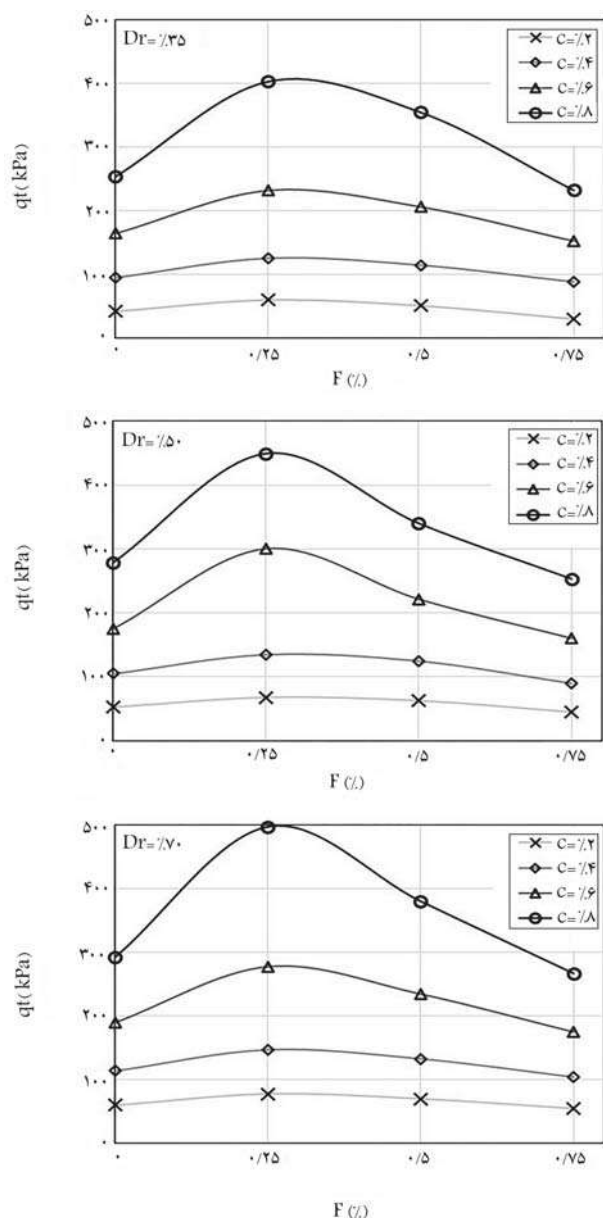 ۵۰۰
Dr=٪۳۵
C=٪۲
C=٪۴
C=٪۶
C=٪۸
۴۰۰
۳۰۰
qt( kPa)
۲۰۰
۱۰۰
۰
۰ ۰/۲۵ ۰/۵ ۰/۷۵
F (٪)
۵۰۰
Dr=٪۵۰
C=٪۲
C=٪۴
C=٪۶
C=٪۸
۴۰۰
۳۰۰
qt( kPa)
۲۰۰
۱۰۰
۰
۰ ۰/۲۵ ۰/۵ ۰/۷۵
F (٪)
۵۰۰
Dr=٪۷۰
C=٪۲
C=٪۴
C=٪۶
C=٪۸
۴۰۰
۳۰۰
qt( kPa)
۲۰۰
۱۰۰
۰
۰ ۰/۲۵ ۰/۵ ۰/۷۵
F (٪)